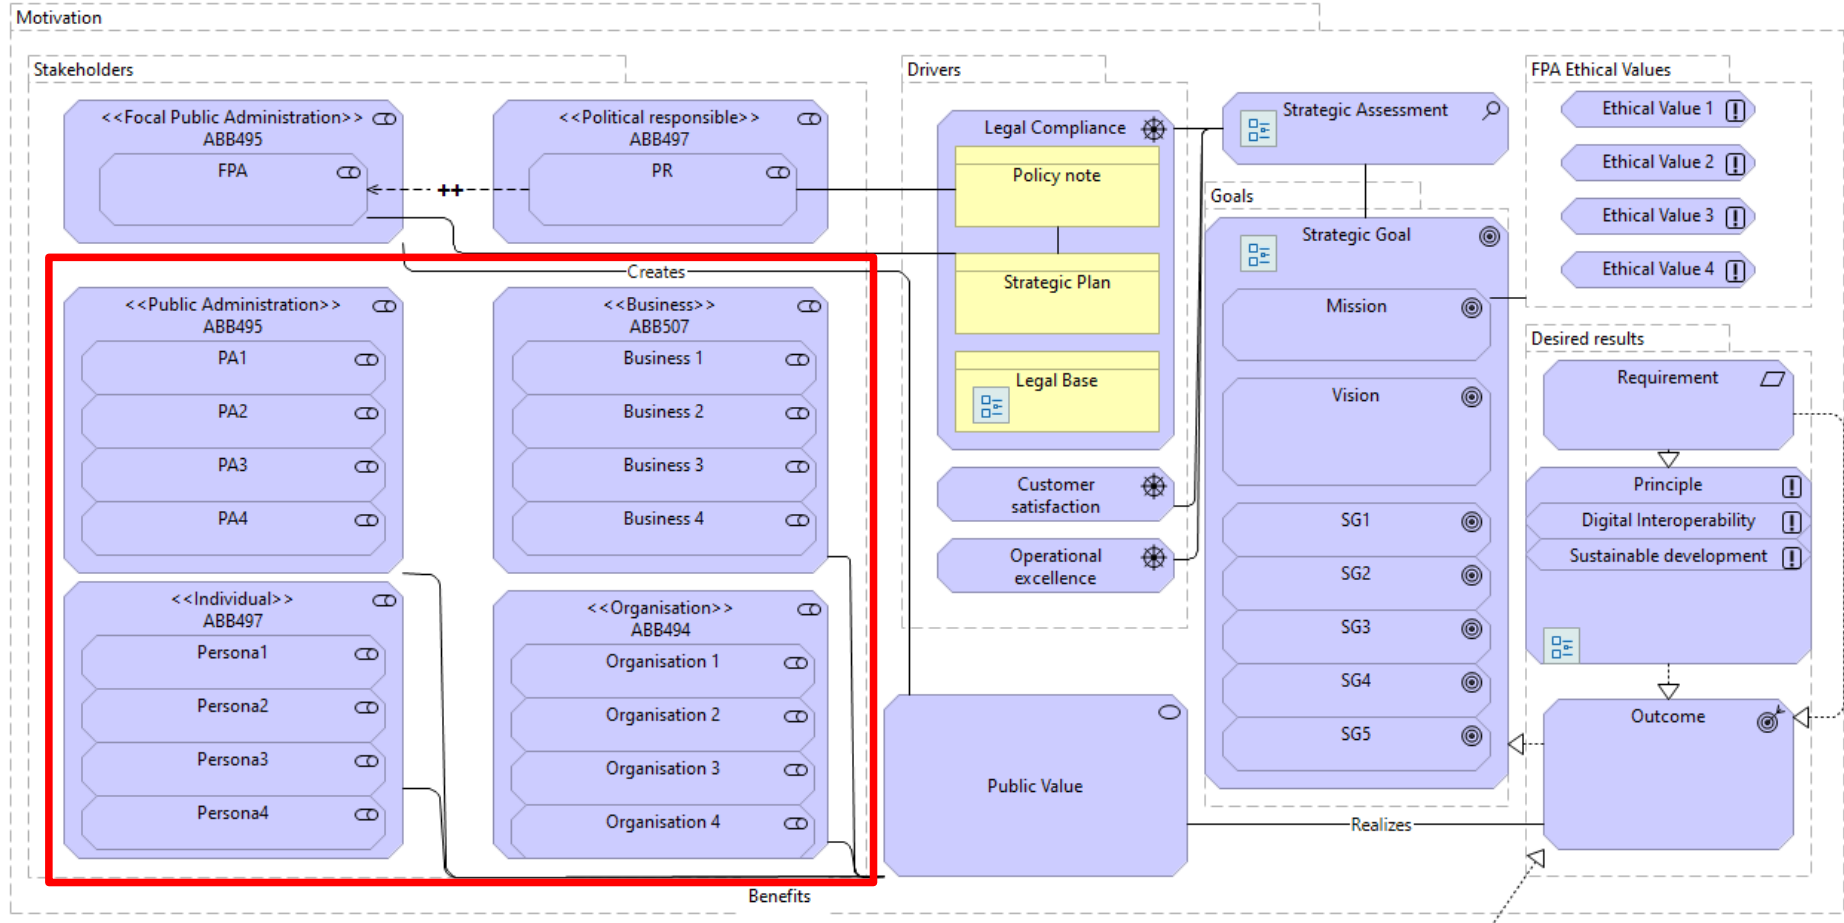 Motivation
Stakeholders
<<Focal Public Administration>>
ABB495
FPA
++
<<Political responsible>>
ABB497
PR
Creates
<<Public Administration>>
ABB495
PA1
PA2
PA3
PA4
<<Business>>
ABB507
Business 1
Business 2
Business 3
Business 4
<<Individual>>
ABB497
Persona1
Persona2
Persona3
Persona4
<<Organisation>>
ABB494
Organisation 1
Organisation 2
Organisation 3
Organisation 4
Benefits
Drivers
Legal Compliance
Policy note
Strategic Plan
Legal Base
Customer
satisfaction
Operational
excellence
Public Value
Strategic Assessment
Goals
Strategic Goal
Mission
Vision
SG1
SG2
SG3
SG4
SG5
Realizes
FPA Ethical Values
Ethical Value 1
Ethical Value 2
Ethical Value 3
Ethical Value 4
Desired results
Requirement
Principle
Digital Interoperability
Sustainable development
Outcome